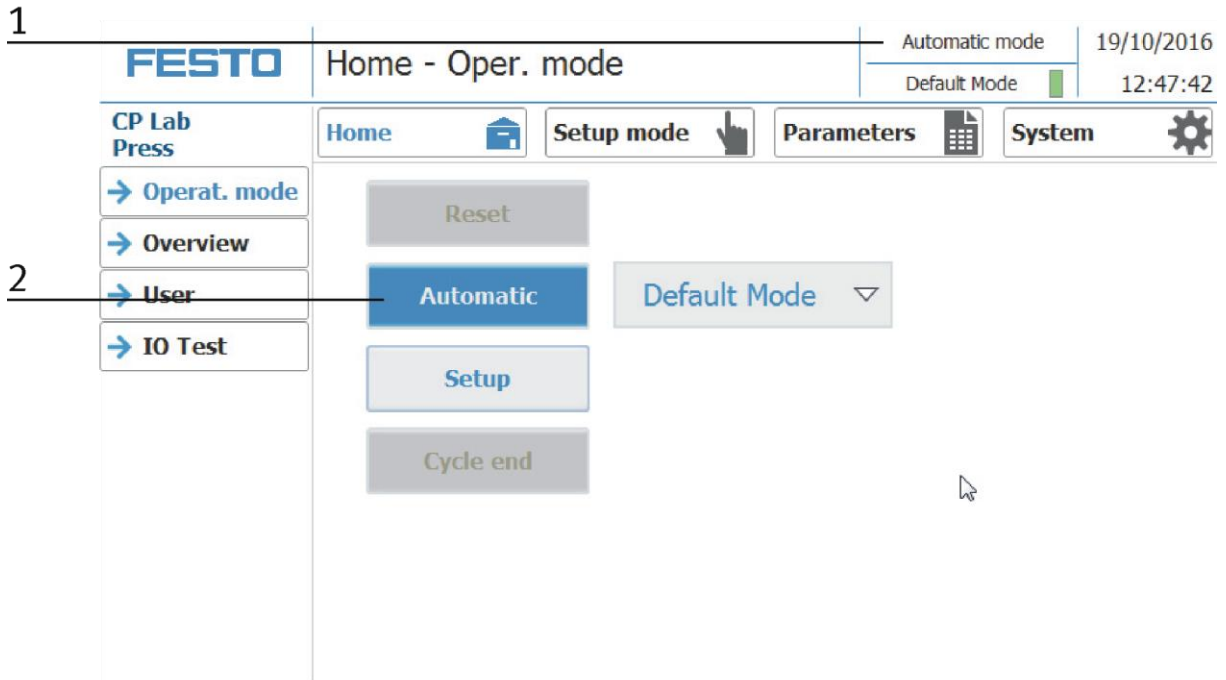 1
FESTO
Home - Oper. mode
Automatic mode
19/10/2016
Default Mode
12:47:42
CP Lab
Press
Home
Setup mode
Parameters
System
Operat. mode
Overview
User
IO Test
Reset
2
Automatic
Default Mode
Setup
Cycle end